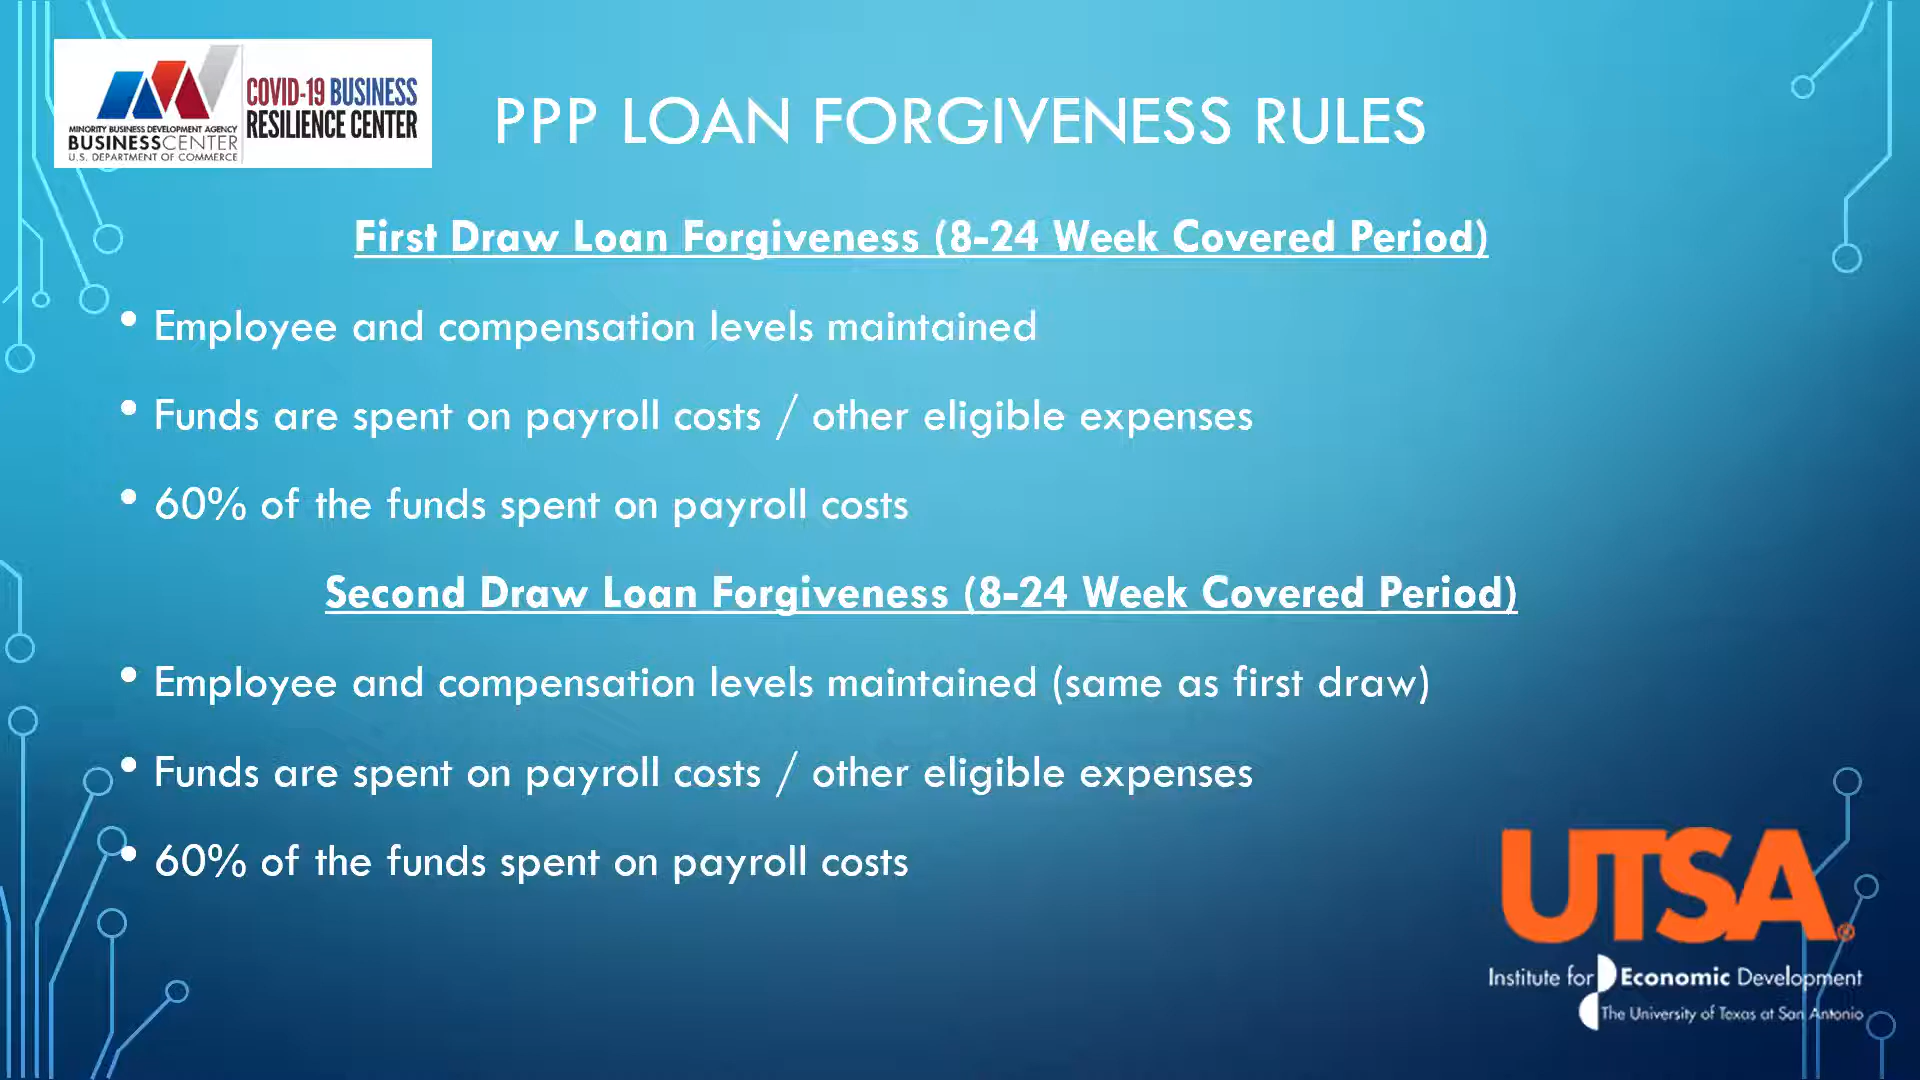 MINORITY BUSINESS DEVELOPMENT AGENCY
BUSINESSCENTER
U.S. DEPARTMENT OF COMMERCE
COVID-19 BUSINESS
RESILIENCE CENTER
PPP LOAN FORGIVENESS RULES
First Draw Loan Forgiveness (8-24 Week Covered Period)
• Employee and compensation levels maintained
• Funds are spent on payroll costs / other eligible expenses
• 60% of the funds spent on payroll costs
Second Draw Loan Forgiveness (8-24 Week Covered Period)
• Employee and compensation levels maintained (same as first draw)
• Funds are spent on payroll costs / other eligible expenses
• 60% of the funds spent on payroll costs
UTSA®
Institute for Economic Development
The University of Texas at San Antonio